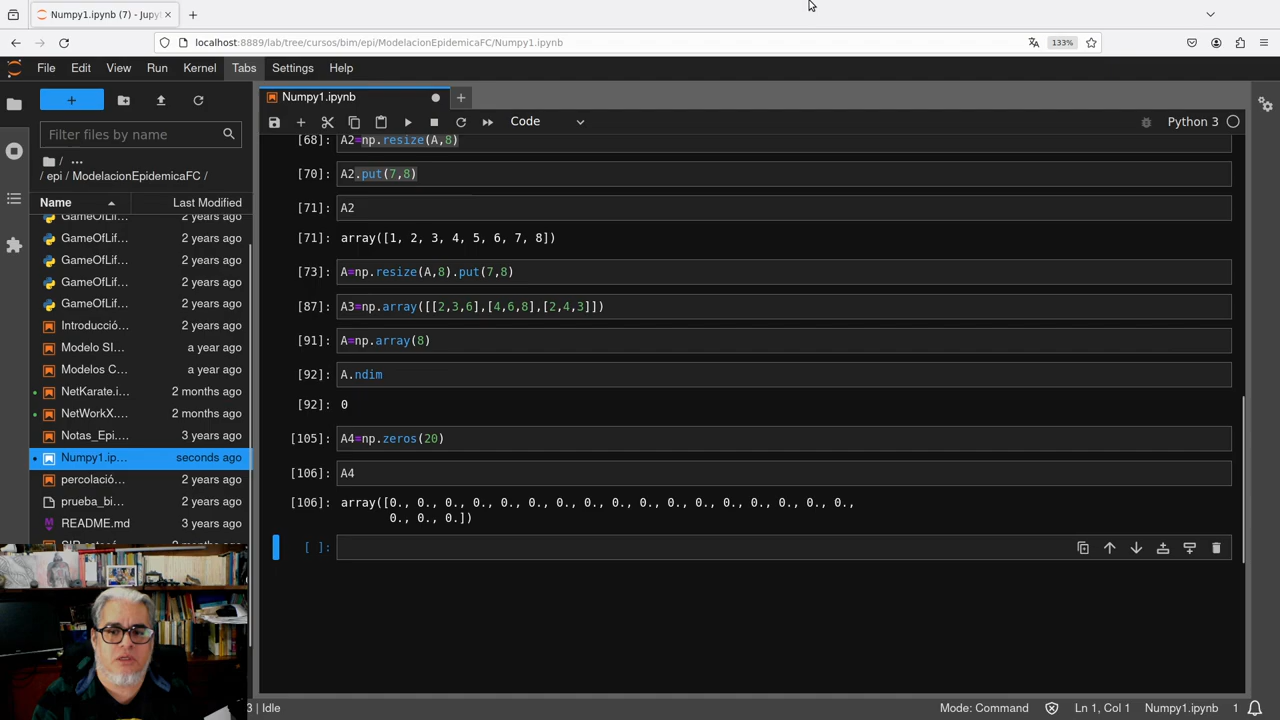 Numpy1.ipynb (7) - Jupyt
localhost:8889/lab/tree/cursos/bim/epi/ModelacionEpidemicaFC/Numpy1.ipynb
133%
File Edit View Run Kernel Tabs Settings Help
Numpy1.ipynb
Filter files by name
Code
Python 3
/ ...
/ epi / ModelacionEpidemicaFC /
Name Last Modified
GameOfLif... 2 years ago
GameOfLif... 2 years ago
GameOfLif... 2 years ago
GameOfLif... 2 years ago
GameOfLif... 2 years ago
Introducció... 2 years ago
Modelo SI... a year ago
Modelos C... a year ago
NetKarate.i... 2 months ago
NetWorkX.... 2 months ago
Notas_Epi.... 3 years ago
Numpy1.ip... seconds ago
percolació... 2 years ago
prueba_bi... 2 years ago
README.md 3 years ago
[68]: A2=np.resize(A,8)
[70]: A2.put(7,8)
[71]: A2
[71]: array([1, 2, 3, 4, 5, 6, 7, 8])
[73]: A=np.resize(A,8).put(7,8)
[87]: A3=np.array([[2,3,6],[4,6,8],[2,4,3]])
[91]: A=np.array(8)
[92]: A.ndim
[92]: 0
[105]: A4=np.zeros(20)
[106]: A4
[106]: array([0., 0., 0., 0., 0., 0., 0., 0., 0., 0., 0., 0., 0., 0., 0., 0., 0.,
0., 0., 0.])
[ ]:
3 | Idle
Mode: Command
Ln 1, Col 1
Numpy1.ipynb
1